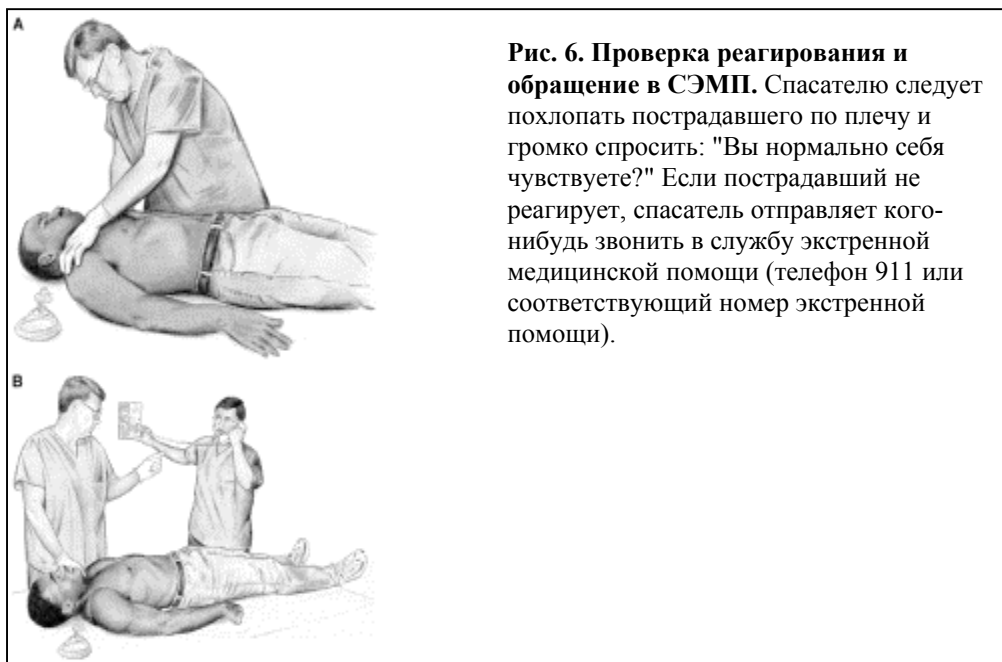 A
Рис. 6. Проверка реагирования и
обращение в СЭМП. Спасателю следует
похлопать пострадавшего по плечу и
громко спросить: "Вы нормально себя
чувствуете?" Если пострадавший не
реагирует, спасатель отправляет кого-
нибудь звонить в службу экстренной
медицинской помощи (телефон 911 или
соответствующий номер экстренной
помощи).
B